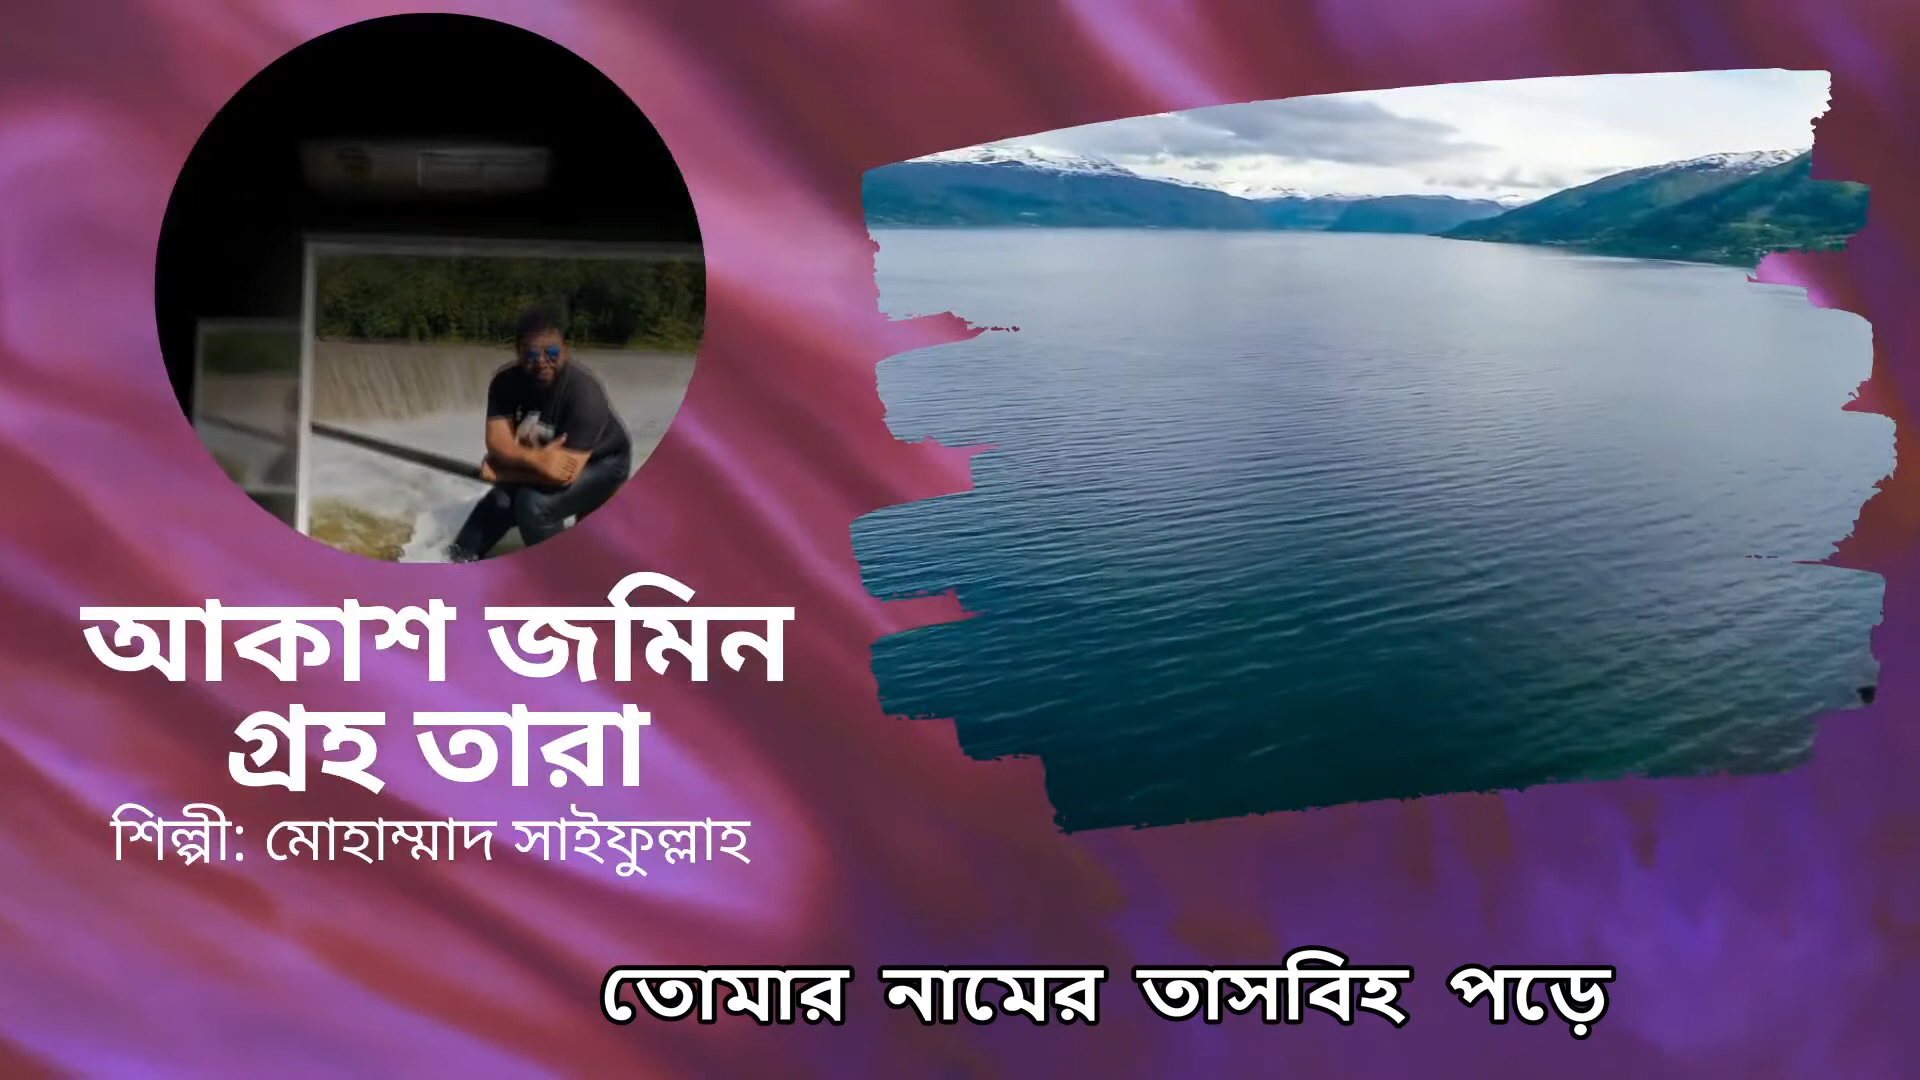 আকাশ জমিন
গ্রহ তারা
শিল্পী: মোহাম্মাদ সাইফুল্লাহ
তোমার নামের তাসবিহ পড়ে